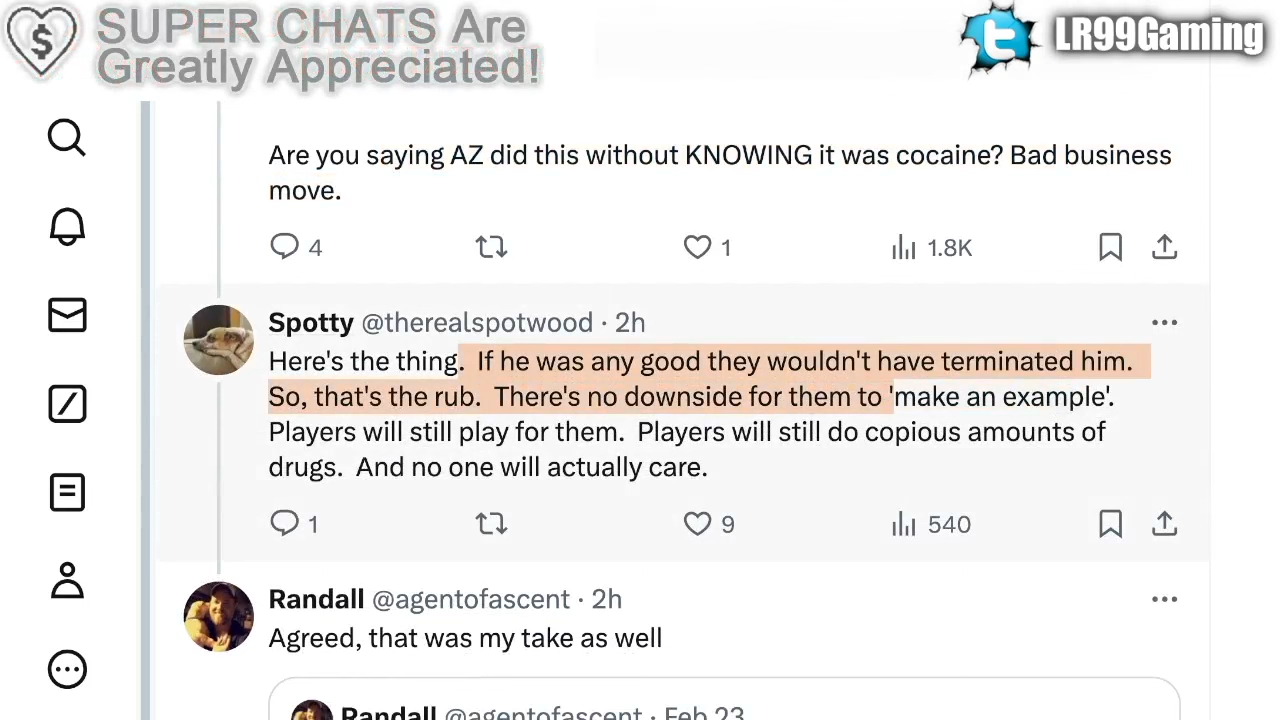 SUPER CHATS Are
Greatly Appreciated!
LR99Gaming
Are you saying AZ did this without KNOWING it was cocaine? Bad business
move.
4
1
1.8K
Spotty @therealspotwood · 2h
Here's the thing. If he was any good they wouldn't have terminated him.
So, that's the rub. There's no downside for them to 'make an example'.
Players will still play for them. Players will still do copious amounts of
drugs. And no one will actually care.
1
9
540
Randall @agentofascent · 2h
Agreed, that was my take as well
Randall @agentofascent · Feb 23